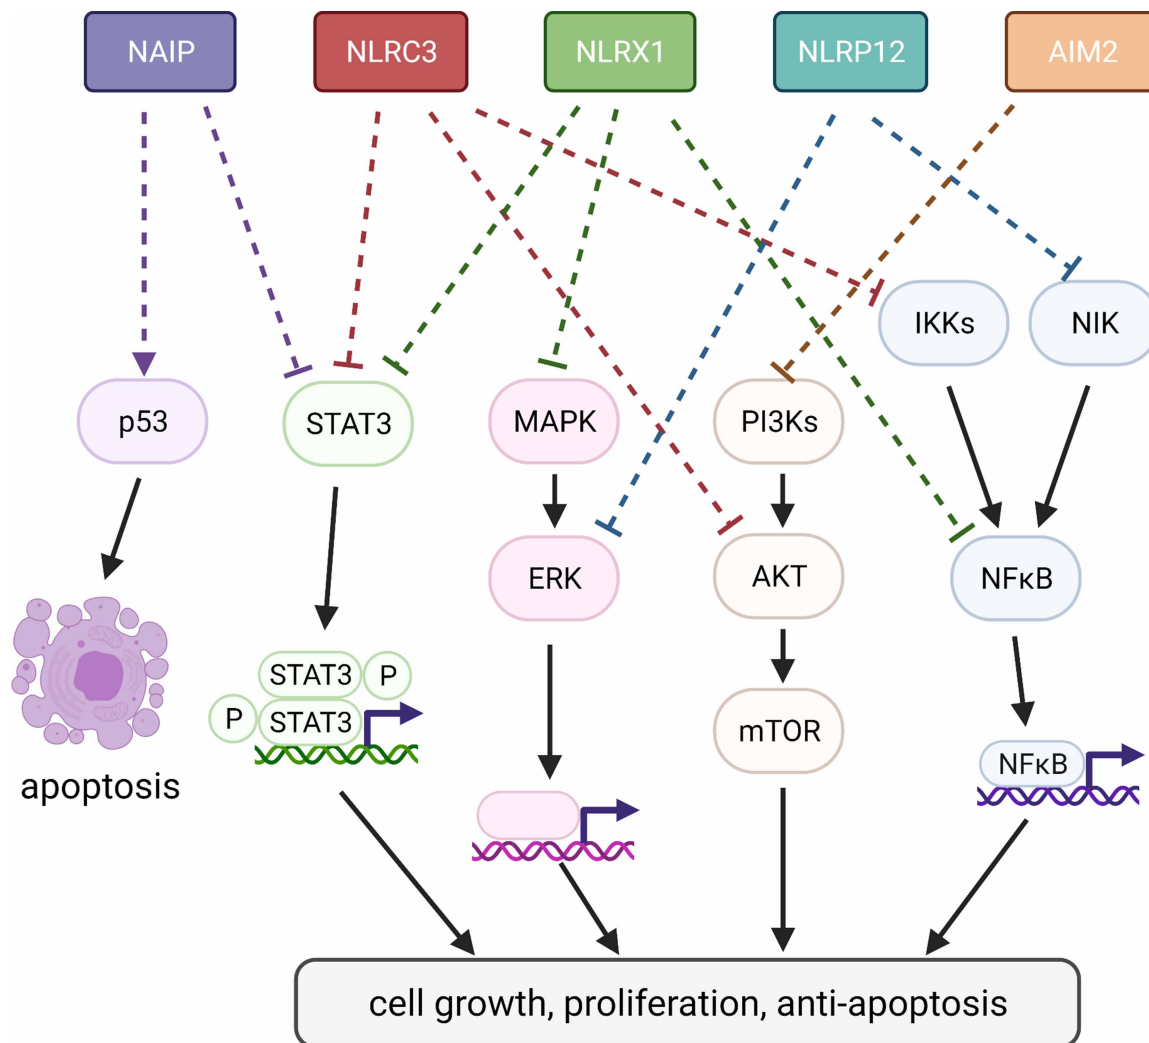 NAIP
NLRC3
NLRX1
NLRP12
AIM2
IKKs
NIK
p53
STAT3
MAPK
PI3Ks
ERK
AKT
NFκB
STAT3
P
P
STAT3
mTOR
NFκB
apoptosis
cell growth, proliferation, anti-apoptosis